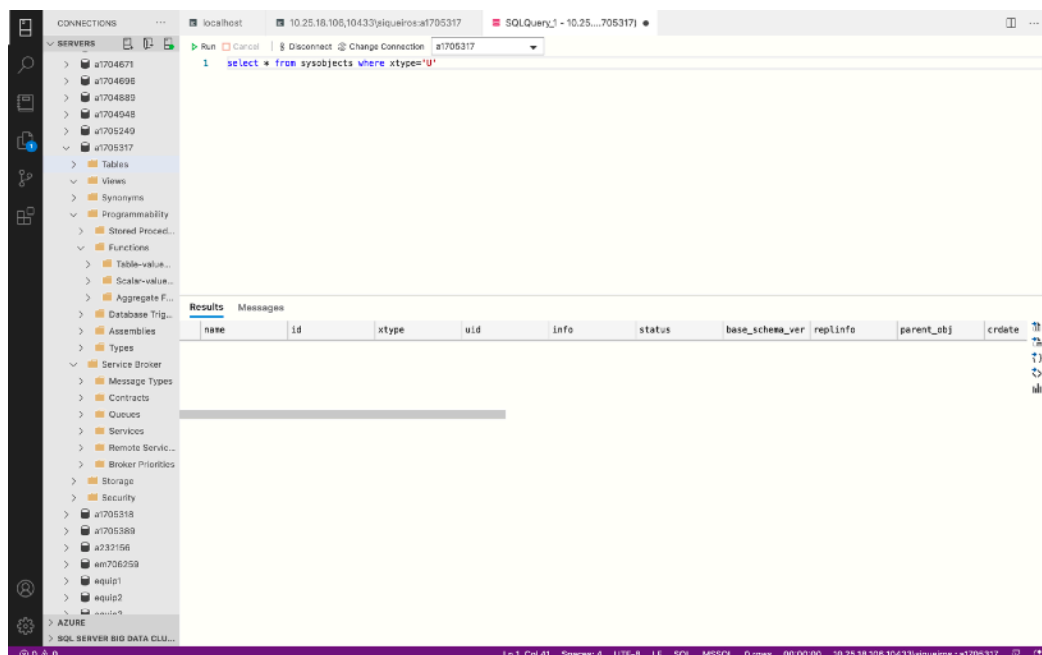 CONNECTIONS ...
SERVERS
a1704671
a1704696
a1704889
a1704948
a1705249
a1705317
Tables
Views
Synonyms
Programmability
Stored Proced...
Functions
Table-value...
Scalar-value...
Aggregate F...
Database Trig...
Assemblies
Types
Service Broker
Message Types
Contracts
Queues
Services
Remote Servic...
Broker Priorities
Storage
Security
a1705318
a1705389
a232156
em706259
equip1
equip2
AZURE
SQL SERVER BIG DATA CLU...
localhost
10.25.18.106,10433\siqueiros:a1705317
SQLQuery_1 - 10.25....705317)
Run Cancel Disconnect Change Connection a1705317
1 select * from sysobjects where xtype='U'
Results Messages
name id xtype uid info status base_schema_ver replinfo parent_obj crdate
Ln 1, Col 41 Spaces: 4 UTF-8 LF SQL MSSQL 0 rows 00:00:00 10.25.18.106,10433\siqueiros : a1705317